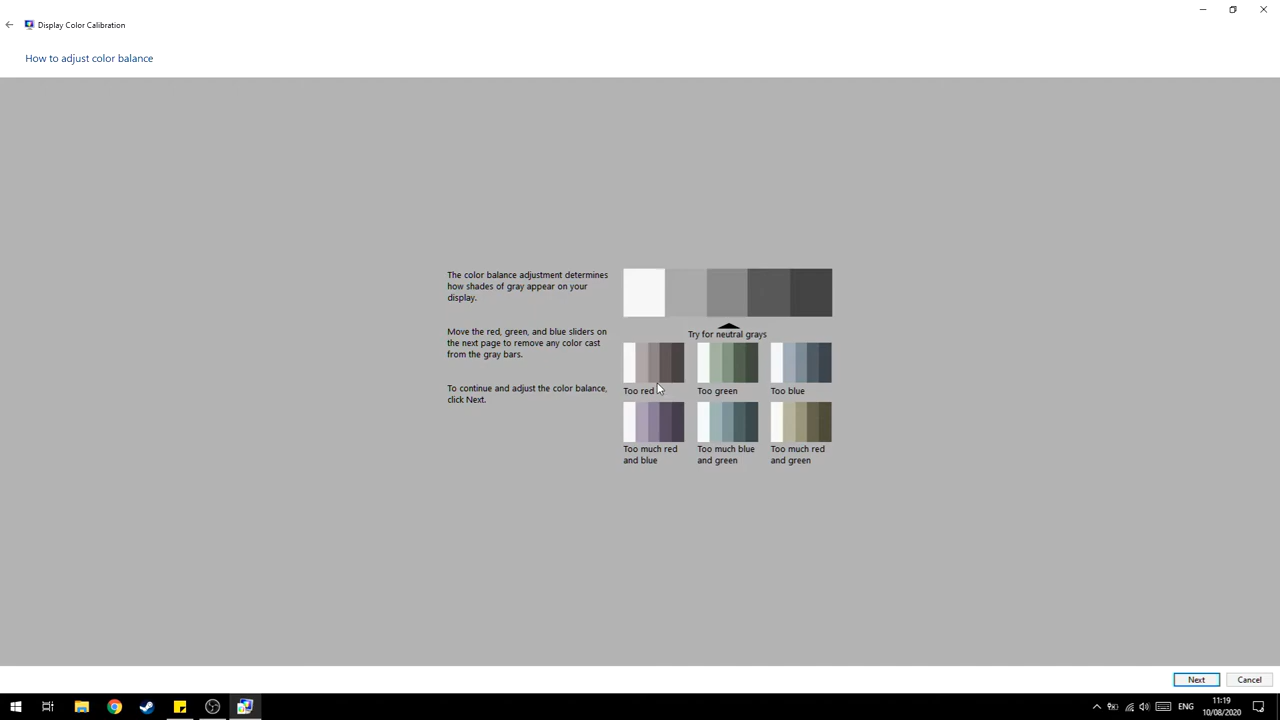 Display Color Calibration
How to adjust color balance
The color balance adjustment determines
how shades of gray appear on your
display.
Move the red, green, and blue sliders on
the next page to remove any color cast
from the gray bars.
To continue and adjust the color balance,
click Next.
Try for neutral grays
Too red
Too green
Too blue
Too much red
and blue
Too much blue
and green
Too much red
and green
Next
Cancel
ENG
11:19
10/08/2020